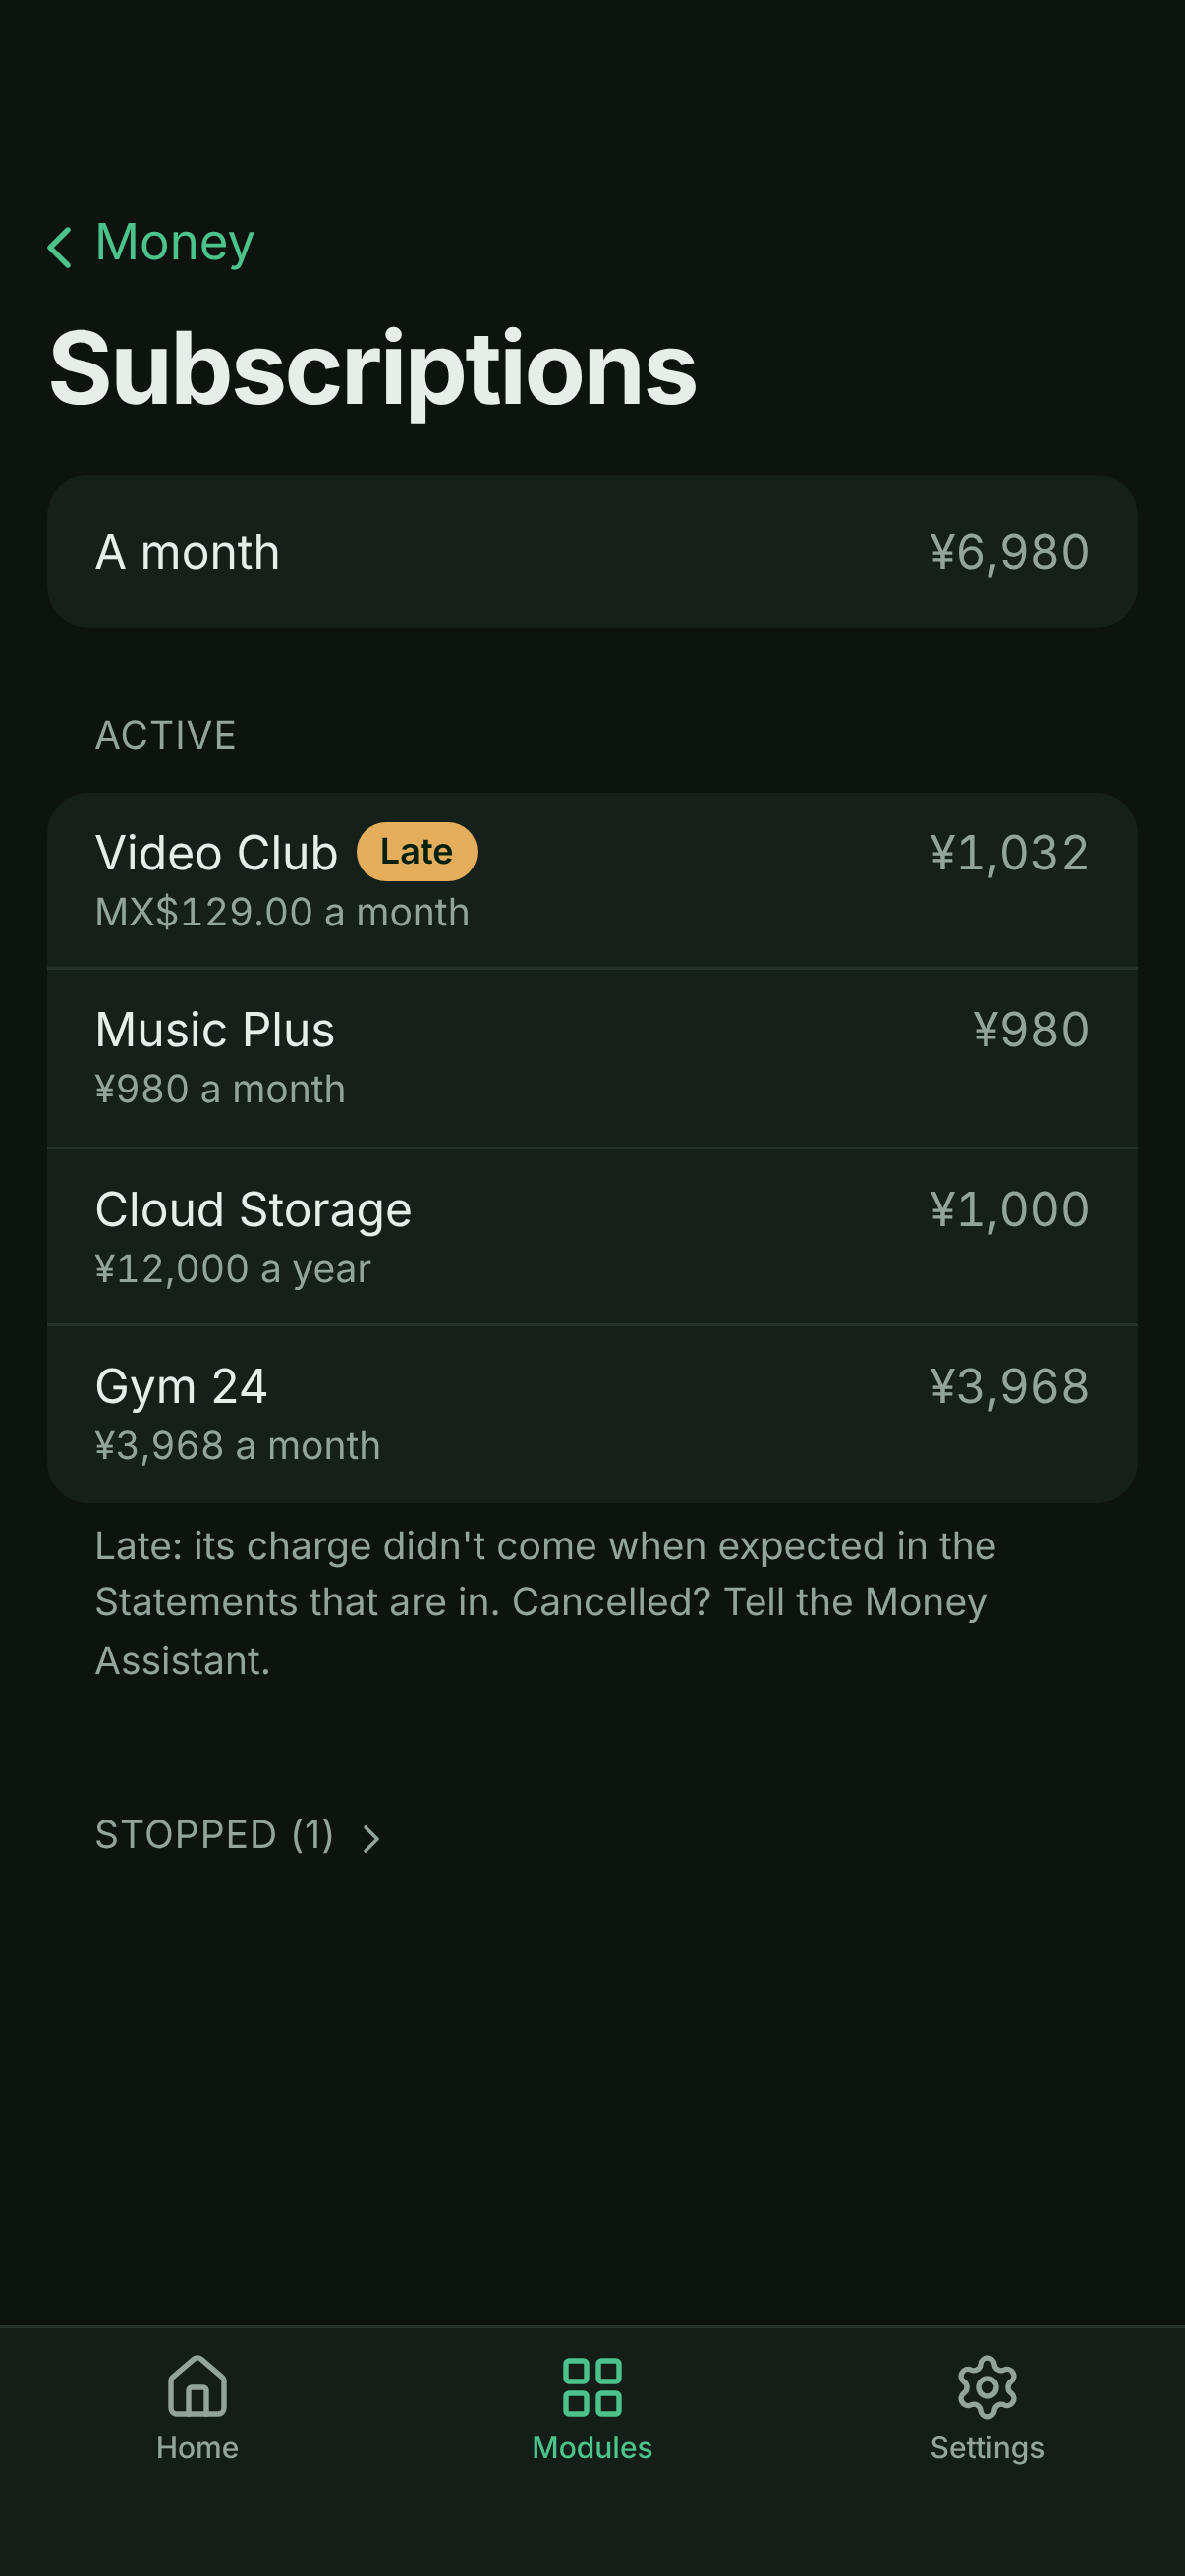 Money
Subscriptions
A month ¥6,980
ACTIVE
Video Club Late ¥1,032
MX$129.00 a month
Music Plus ¥980
¥980 a month
Cloud Storage ¥1,000
¥12,000 a year
Gym 24 ¥3,968
¥3,968 a month
Late: its charge didn't come when expected in the
Statements that are in. Cancelled? Tell the Money
Assistant.
STOPPED (1)
Home Modules Settings